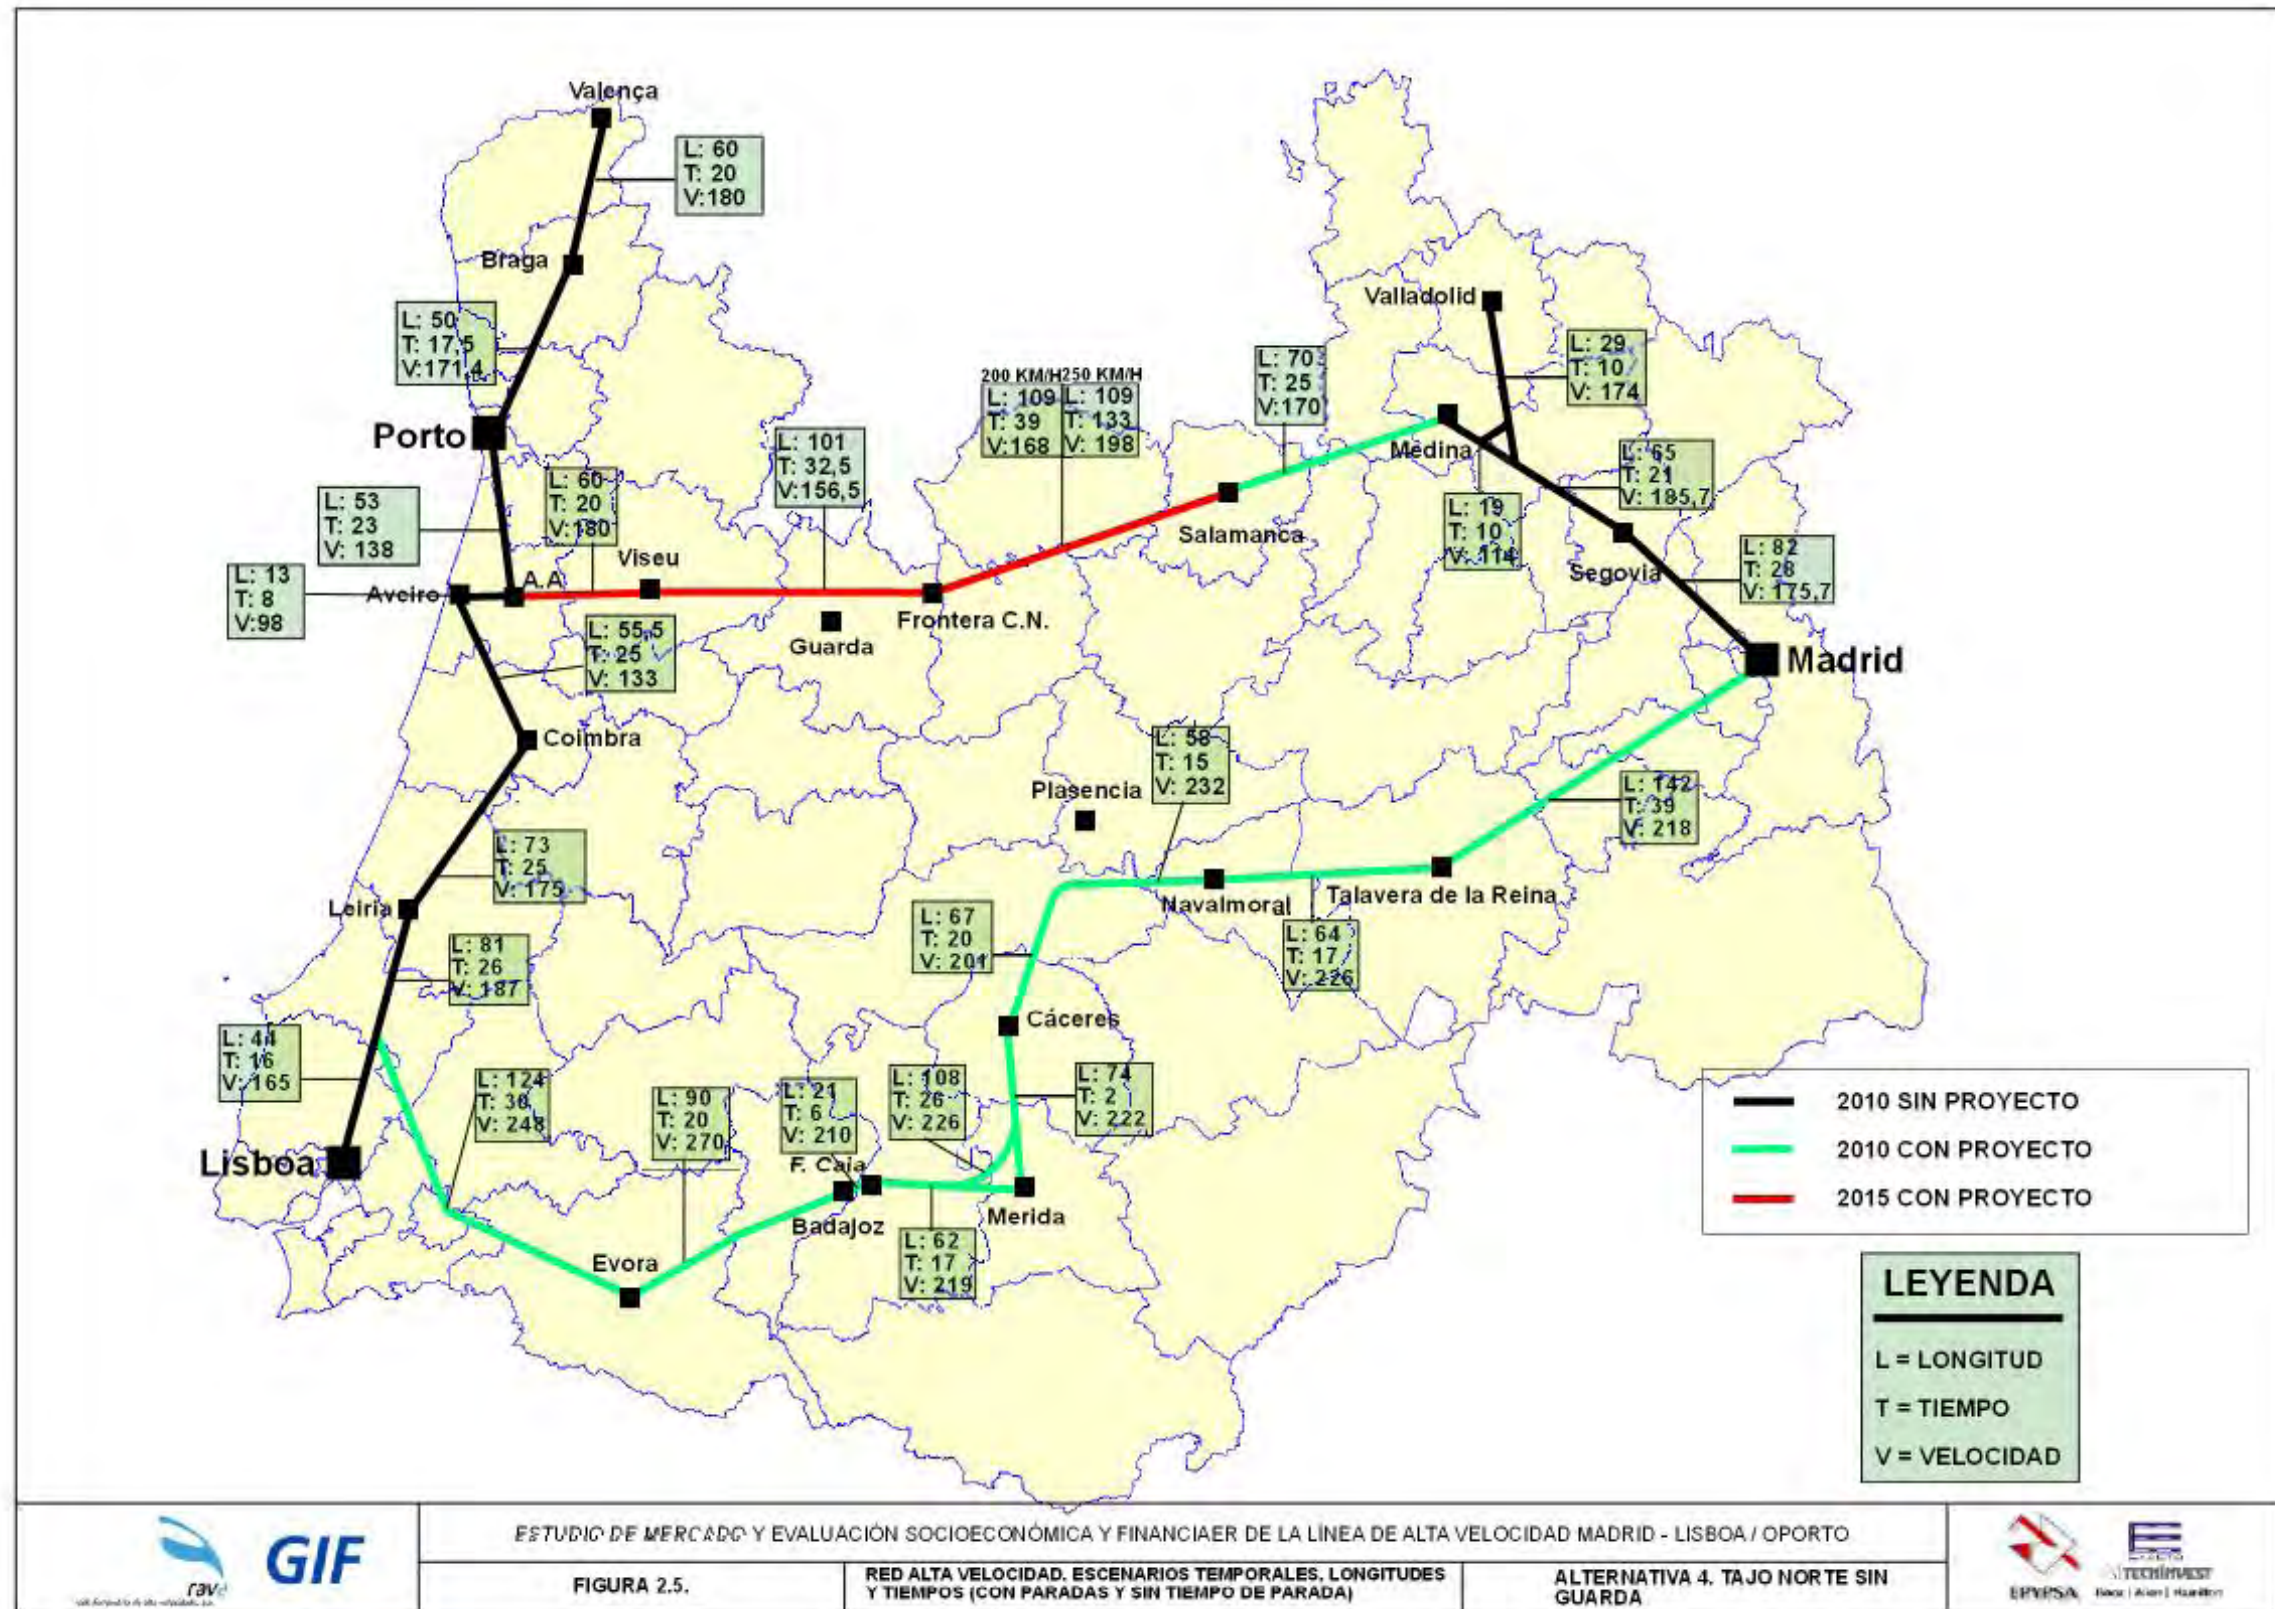 Valença
L: 60
T: 20
V:180
Braga
L: 50
T: 17,5
V:171,4
Porto
L: 53
T: 23
V: 138
L: 13
T: 8
V:98
Aveiro
A.A
L: 60
T: 20
V:180
Viseu
L: 101
T: 32,5
V:156,5
Guarda
Frontera C.N.
200 KM/H 250 KM/H
L: 109 L: 109
T: 39 T: 133
V:168 V: 198
L: 70
T: 25
V:170
Salamanca
Valladolid
L: 29
T: 10
V: 174
Medina
L: 65
T: 21
V: 185,7
L: 19
T: 10
V: 114
Segovia
L: 82
T: 28
V: 175,7
Madrid
L: 55,5
T: 25
V: 133
Coimbra
L: 73
T: 25
V: 175
Leiria
L: 81
T: 26
V: 187
L: 44
T: 16
V: 165
Lisboa
L: 124
T: 30
V: 248
Evora
L: 90
T: 20
V: 270
L: 21
T: 6
V: 210
F. Caia
Badajoz
L: 108
T: 26
V: 226
L: 62
T: 17
V: 219
Merida
L: 74
T: 2
V: 222
Cáceres
L: 67
T: 20
V: 201
Plasencia
L: 58
T: 15
V: 232
Navalmoral
L: 64
T: 17
V: 226
Talavera de la Reina
L: 142
T: 39
V: 218
2010 SIN PROYECTO
2010 CON PROYECTO
2015 CON PROYECTO
LEYENDA
L = LONGITUD
T = TIEMPO
V = VELOCIDAD
rave
GIF
ESTUDIO DE MERCADO Y EVALUACIÓN SOCIOECONÓMICA Y FINANCIAER DE LA LÍNEA DE ALTA VELOCIDAD MADRID - LISBOA / OPORTO
FIGURA 2.5.
RED ALTA VELOCIDAD. ESCENARIOS TEMPORALES, LONGITUDES
Y TIEMPOS (CON PARADAS Y SIN TIEMPO DE PARADA)
ALTERNATIVA 4. TAJO NORTE SIN
GUARDA
EPYPSA
TECHNINVEST
Booz | Allen | Hamilton